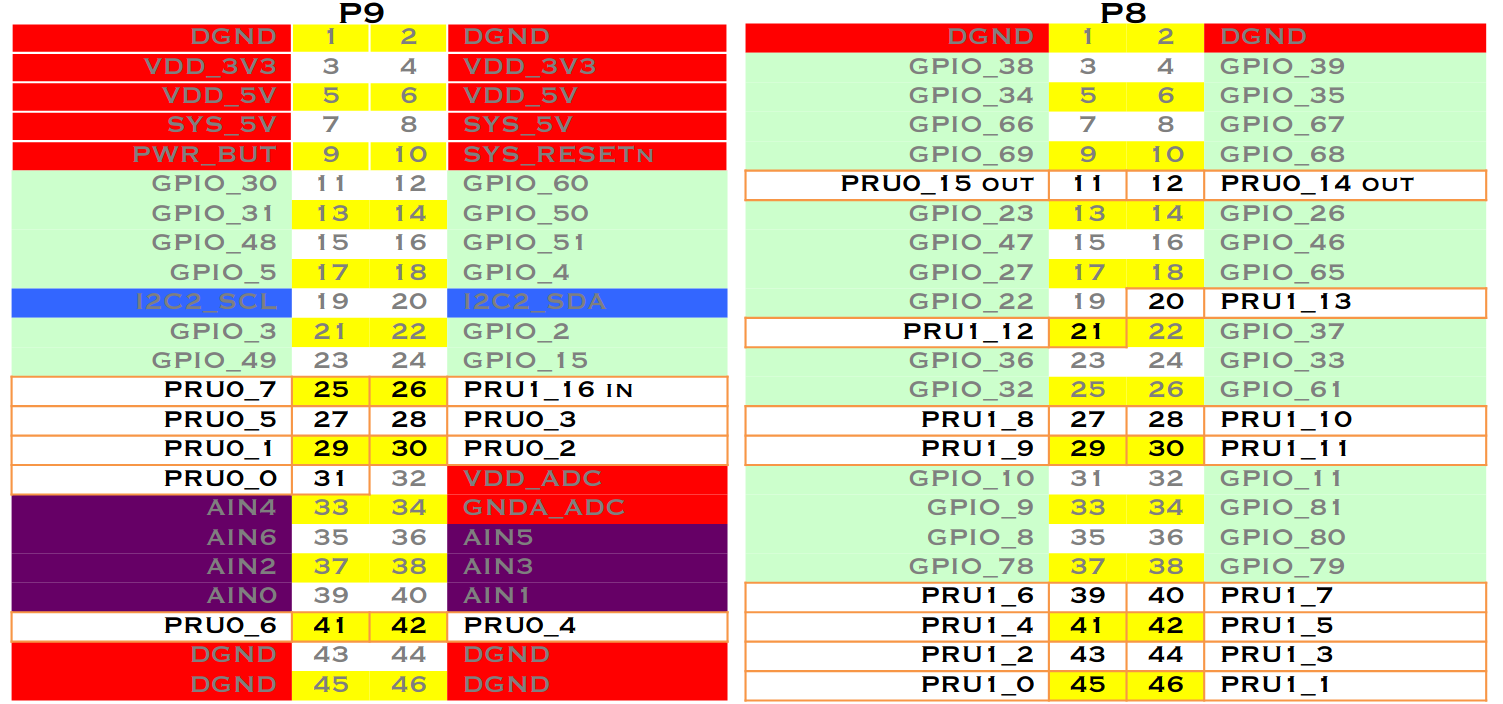 P9 P8
DGND 1 2 DGND DGND 1 2 DGND
VDD_3V3 3 4 VDD_3V3 GPIO_38 3 4 GPIO_39
VDD_5V 5 6 VDD_5V GPIO_34 5 6 GPIO_35
SYS_5V 7 8 SYS_5V GPIO_66 7 8 GPIO_67
PWR_BUT 9 10 SYS_RESETN GPIO_69 9 10 GPIO_68
GPIO_30 11 12 GPIO_60 PRU0_15 OUT 11 12 PRU0_14 OUT
GPIO_31 13 14 GPIO_50 GPIO_23 13 14 GPIO_26
GPIO_48 15 16 GPIO_51 GPIO_47 15 16 GPIO_46
GPIO_5 17 18 GPIO_4 GPIO_27 17 18 GPIO_65
I2C2_SCL 19 20 I2C2_SDA GPIO_22 19 20 PRU1_13
GPIO_3 21 22 GPIO_2 PRU1_12 21 22 GPIO_37
GPIO_49 23 24 GPIO_15 GPIO_36 23 24 GPIO_33
PRU0_7 25 26 PRU1_16 IN GPIO_32 25 26 GPIO_61
PRU0_5 27 28 PRU0_3 PRU1_8 27 28 PRU1_10
PRU0_1 29 30 PRU0_2 PRU1_9 29 30 PRU1_11
PRU0_0 31 32 VDD_ADC GPIO_10 31 32 GPIO_11
AIN4 33 34 GNDA_ADC GPIO_9 33 34 GPIO_81
AIN6 35 36 AIN5 GPIO_8 35 36 GPIO_80
AIN2 37 38 AIN3 GPIO_78 37 38 GPIO_79
AIN0 39 40 AIN1 PRU1_6 39 40 PRU1_7
PRU0_6 41 42 PRU0_4 PRU1_4 41 42 PRU1_5
DGND 43 44 DGND PRU1_2 43 44 PRU1_3
DGND 45 46 DGND PRU1_0 45 46 PRU1_1